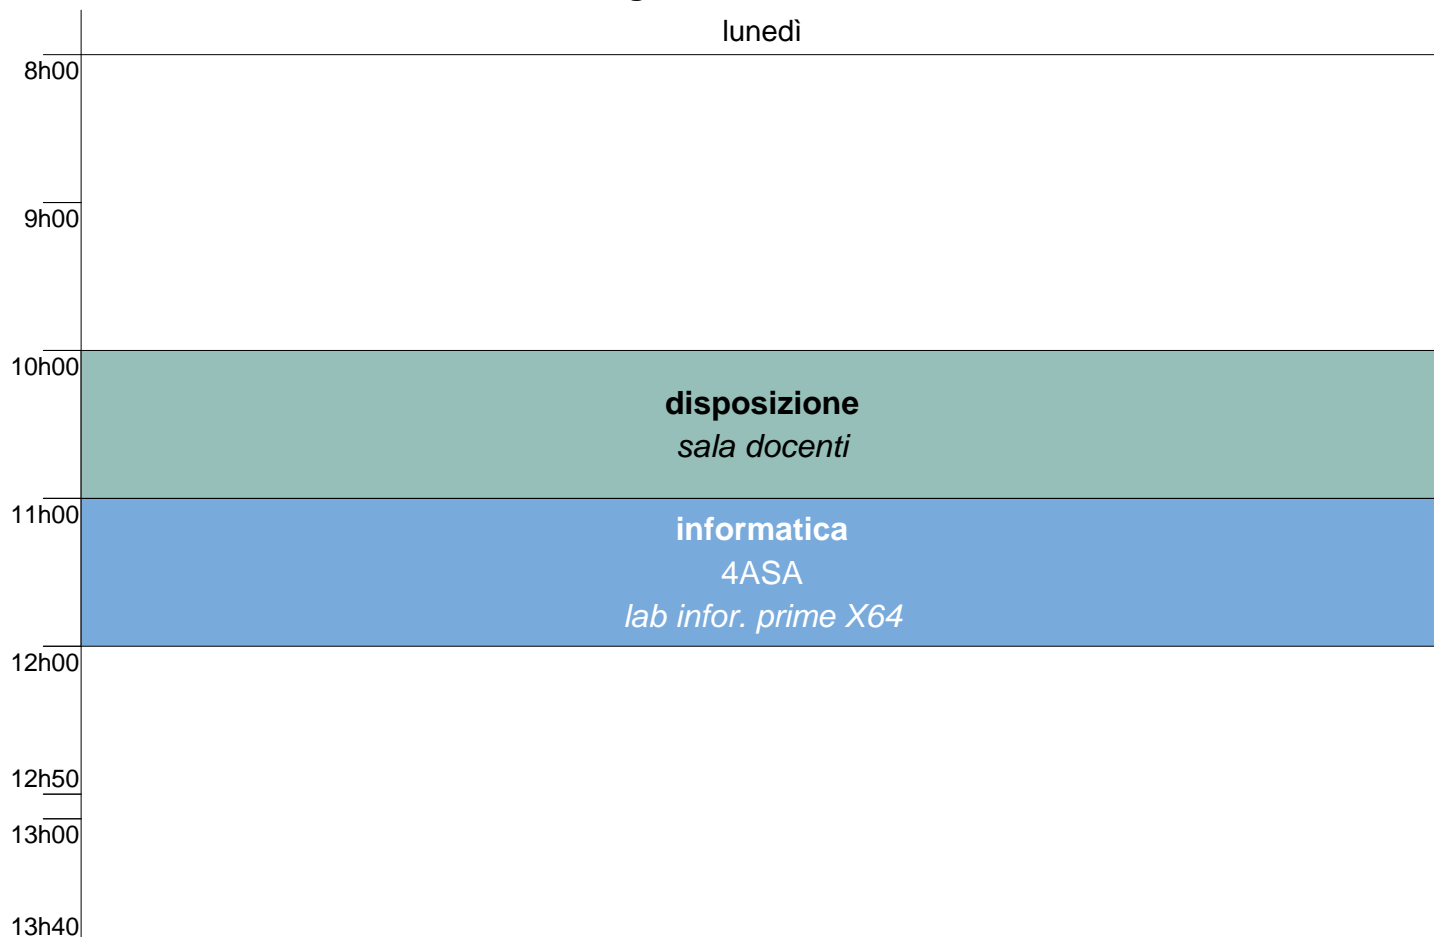 lunedì
8h00
9h00
10h00
disposizione
sala docenti
11h00
informatica
4ASA
lab infor. prime X64
12h00
12h50
13h00
13h40